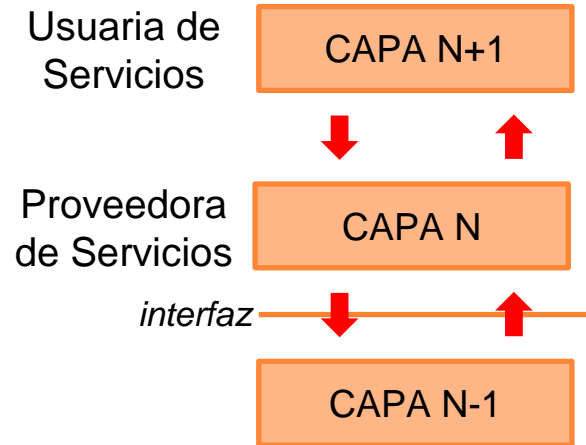 Usuaria de
Servicios
CAPA N+1
Proveedora
de Servicios
CAPA N
interfaz
CAPA N-1